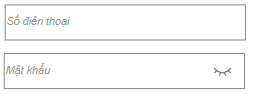 Số điện thoại
Mật khẩu